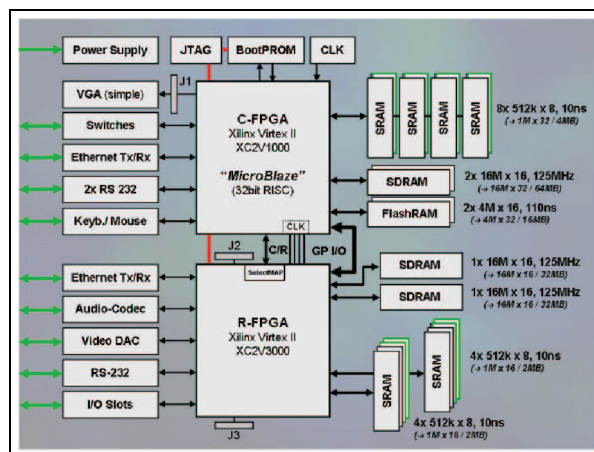 Power Supply
JTAG
BootPROM
CLK
J1
VGA (simple)
Switches
Ethernet Tx/Rx
2x RS 232
Keyb./ Mouse
C-FPGA
Xilinx Virtex II
XC2V1000
"MicroBlaze"
(32bit RISC)
CLK
SRAM
SRAM
SRAM
SRAM
8x 512k x 8, 10ns
(→ 1M x 32 / 4MB)
SDRAM
2x 16M x 16, 125MHz
(→ 16M x 32 / 64MB)
FlashRAM
2x 4M x 16, 110ns
(→ 4M x 32 / 16MB)
J2
C/R
GP I/O
SelectMAP
Ethernet Tx/Rx
Audio-Codec
Video DAC
RS-232
I/O Slots
R-FPGA
Xilinx Virtex II
XC2V3000
J3
SDRAM
1x 16M x 16, 125MHz
(→ 16M x 16 / 32MB)
SDRAM
1x 16M x 16, 125MHz
(→ 16M x 16 / 32MB)
SRAM
SRAM
4x 512k x 8, 10ns
(→ 1M x 16 / 2MB)
4x 512k x 8, 10ns
(→ 1M x 16 / 2MB)